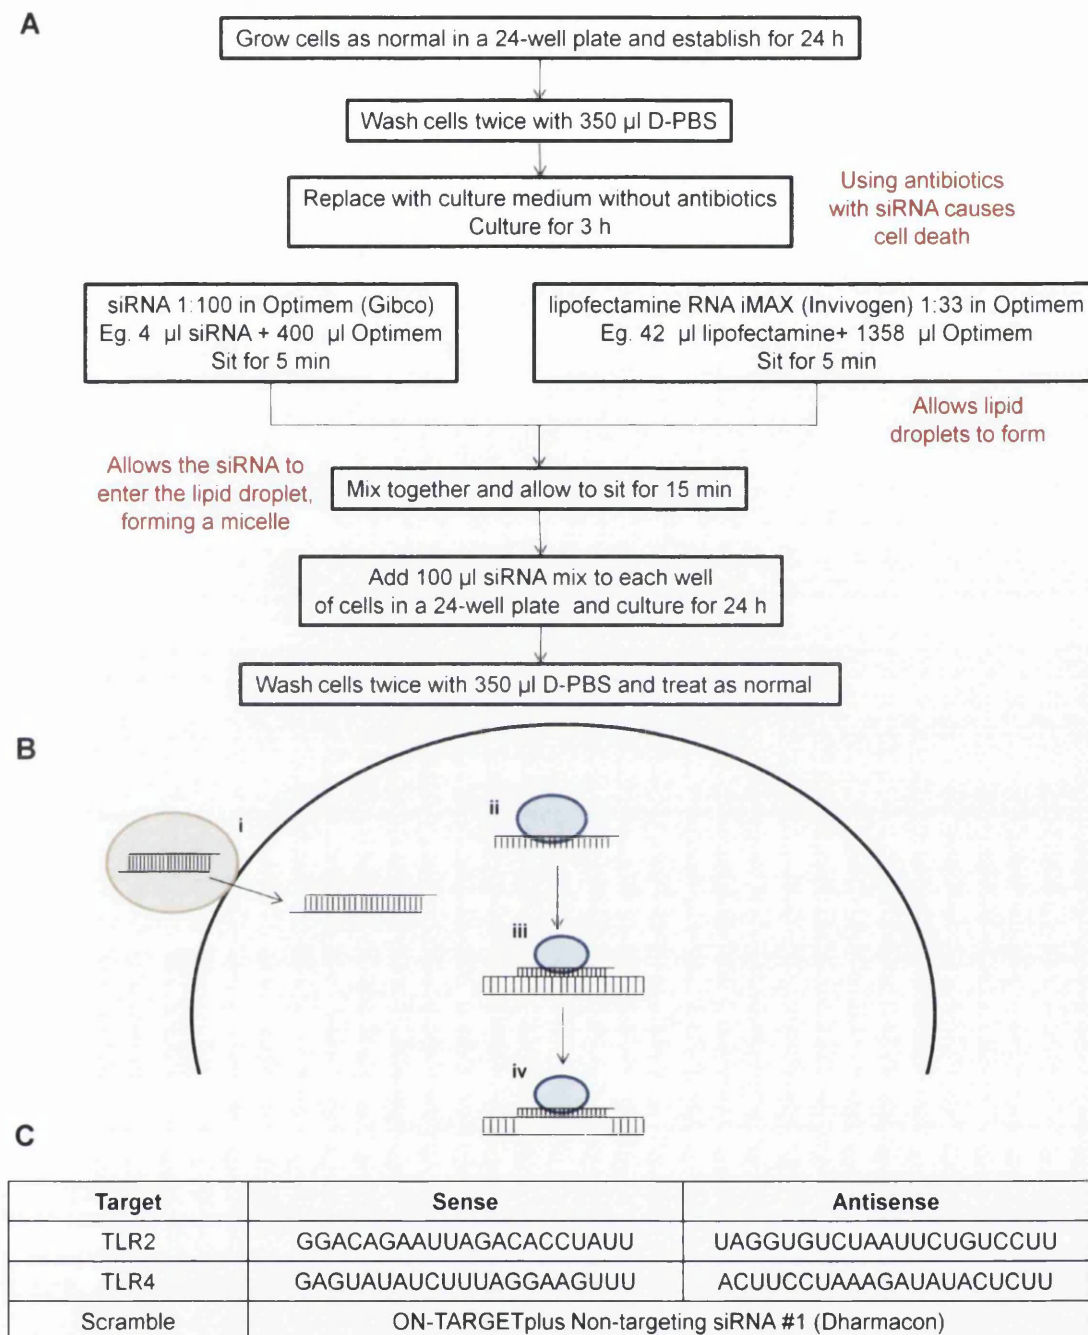 A
Grow cells as normal in a 24-well plate and establish for 24 h
Wash cells twice with 350 µl D-PBS
Replace with culture medium without antibiotics
Culture for 3 h
Using antibiotics
with siRNA causes
cell death
siRNA 1:100 in Optimem (Gibco)
Eg. 4 µl siRNA + 400 µl Optimem
Sit for 5 min
lipofectamine RNA iMAX (Invivogen) 1:33 in Optimem
Eg. 42 µl lipofectamine+ 1358 µl Optimem
Sit for 5 min
Allows lipid
droplets to form
Allows the siRNA to
enter the lipid droplet,
forming a micelle
Mix together and allow to sit for 15 min
Add 100 µl siRNA mix to each well
of cells in a 24-well plate and culture for 24 h
Wash cells twice with 350 µl D-PBS and treat as normal
B
i
ii
iii
iv
C
Target Sense Antisense
TLR2 GGACAGAAUUAGACACCUAUU UAGGUGUCUAAUUCUGUCCUU
TLR4 GAGUAUAUCUUUAGGAAGUUU ACUUCCUAAAGAUAUACUCUU
Scramble ON-TARGETplus Non-targeting siRNA #1 (Dharmacon)